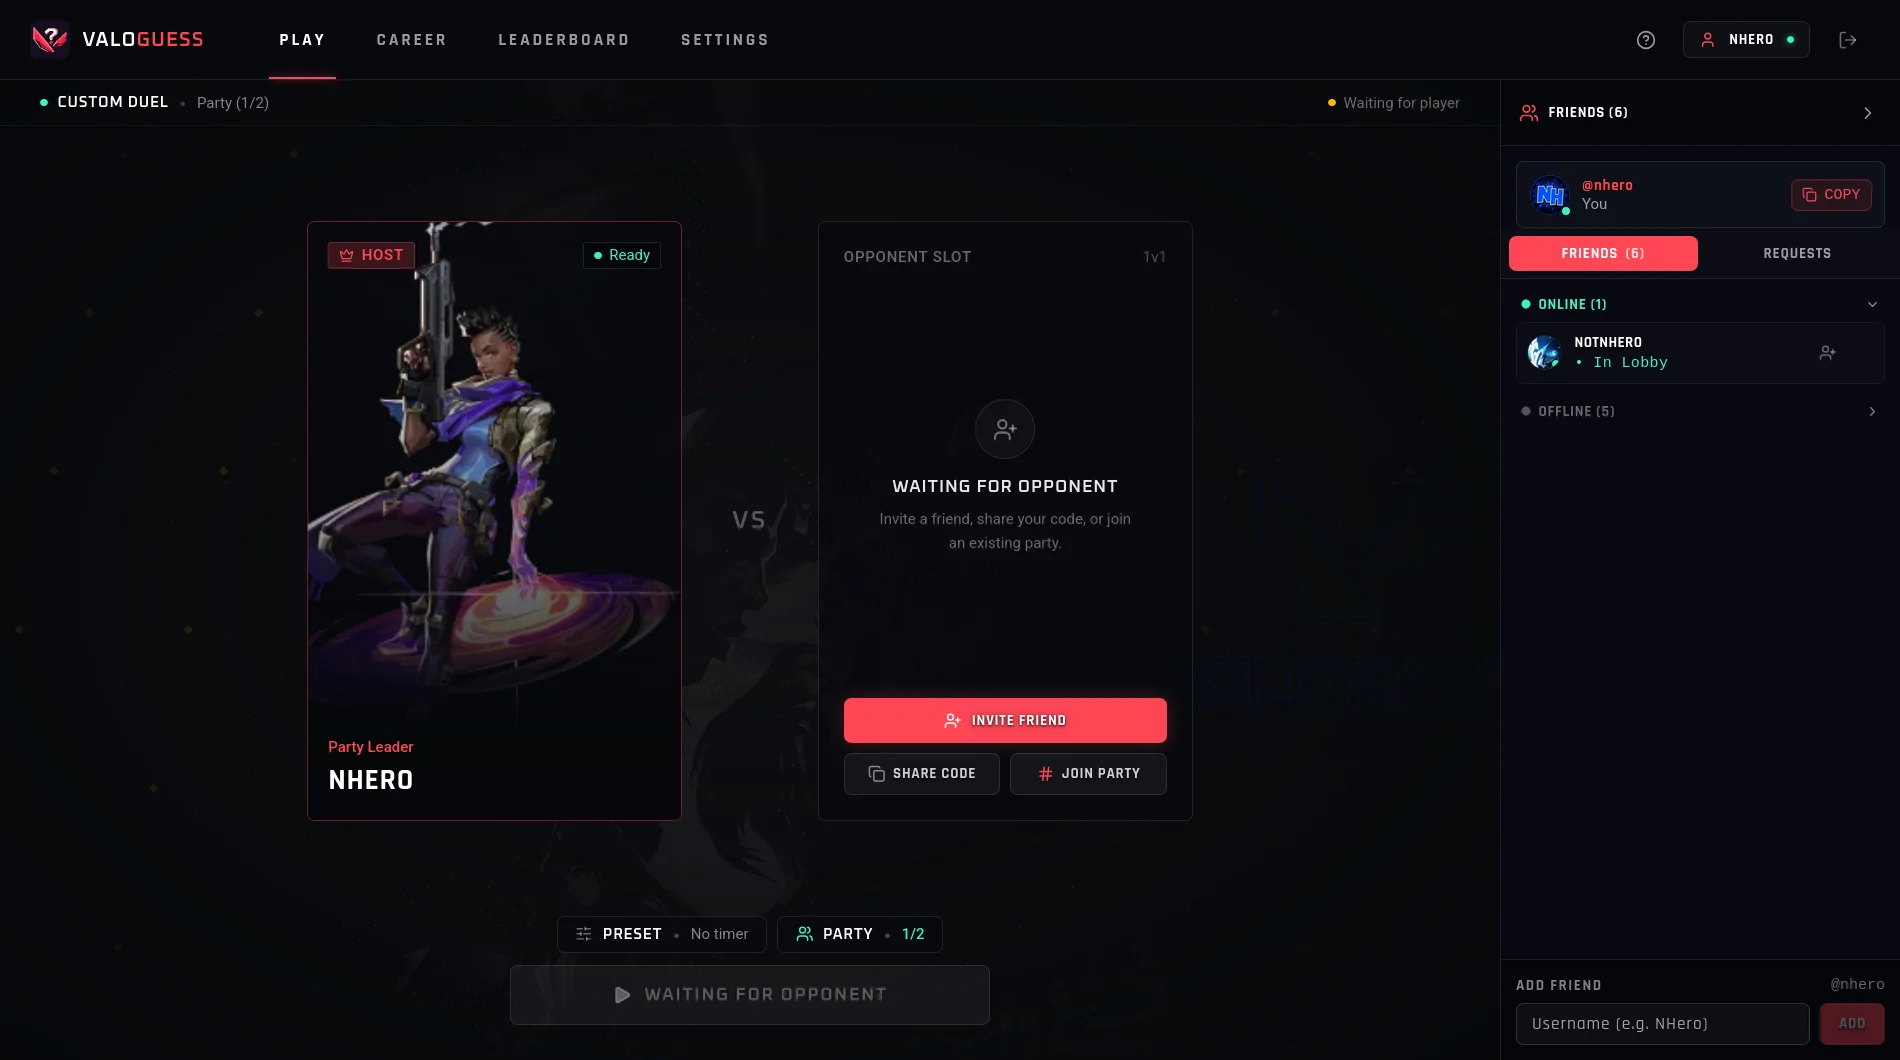 VALOGUESS
PLAY
CAREER
LEADERBOARD
SETTINGS
NHERO
CUSTOM DUEL • Party (1/2)
Waiting for player
HOST
Ready
Party Leader
NHERO
VS
OPPONENT SLOT
1v1
WAITING FOR OPPONENT
Invite a friend, share your code, or join
an existing party.
INVITE FRIEND
SHARE CODE
JOIN PARTY
PRESET • No timer
PARTY • 1/2
WAITING FOR OPPONENT
FRIENDS (6)
NH
@nhero
You
COPY
FRIENDS (6)
REQUESTS
ONLINE (1)
NOTNHERO
• In Lobby
OFFLINE (5)
ADD FRIEND
@nhero
Username (e.g. NHero)
ADD